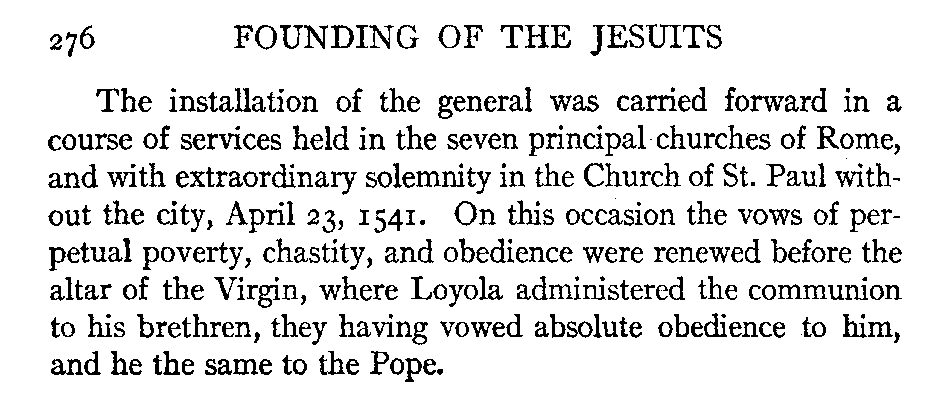 276 FOUNDING OF THE JESUITS
The installation of the general was carried forward in a
course of services held in the seven principal churches of Rome,
and with extraordinary solemnity in the Church of St. Paul with-
out the city, April 23, 1541. On this occasion the vows of per-
petual poverty, chastity, and obedience were renewed before the
altar of the Virgin, where Loyola administered the communion
to his brethren, they having vowed absolute obedience to him,
and he the same to the Pope.